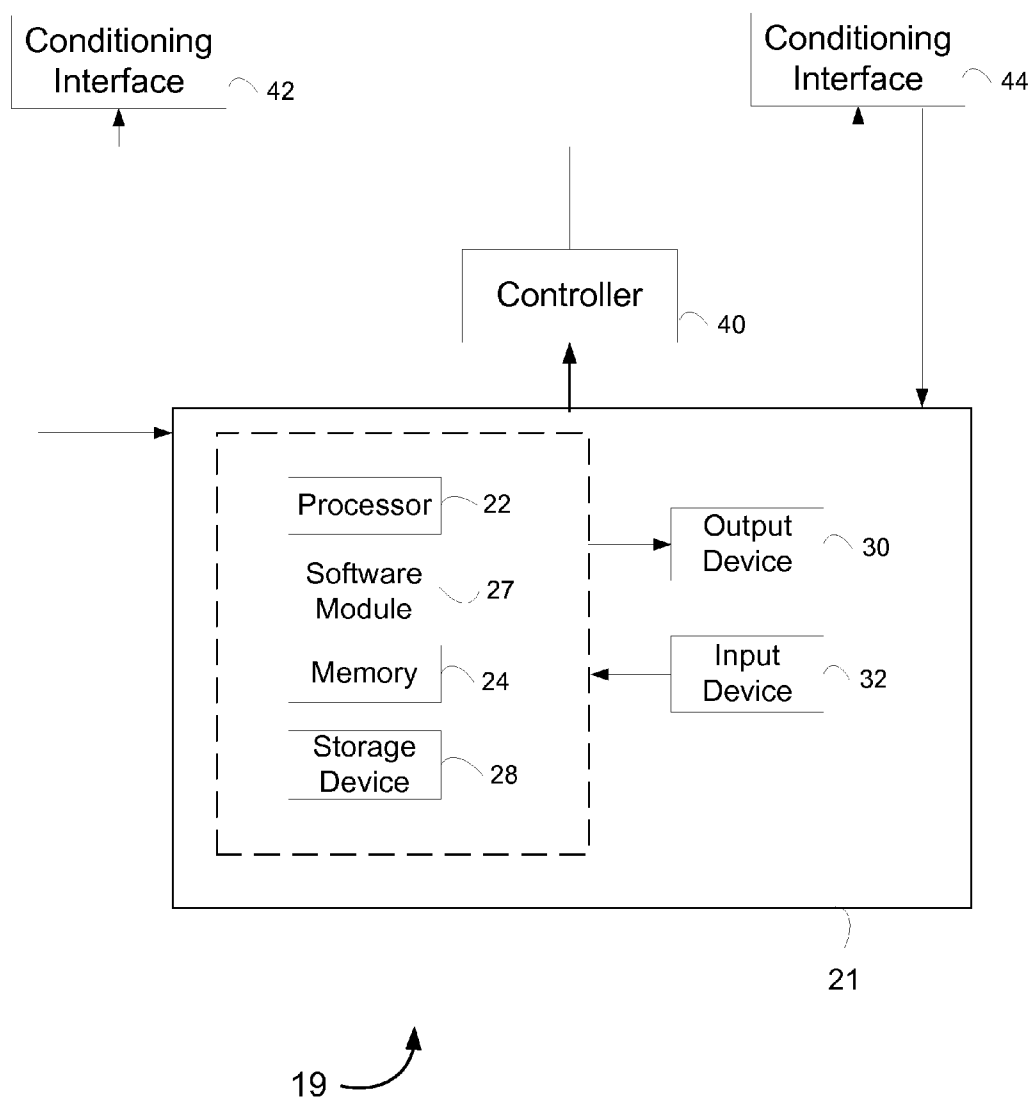 Conditioning
Interface
42
Conditioning
Interface
44
Controller
40
Processor
22
Output
Device
30
Software
Module
27
Input
Device
32
Memory
24
Storage
Device
28
21
19